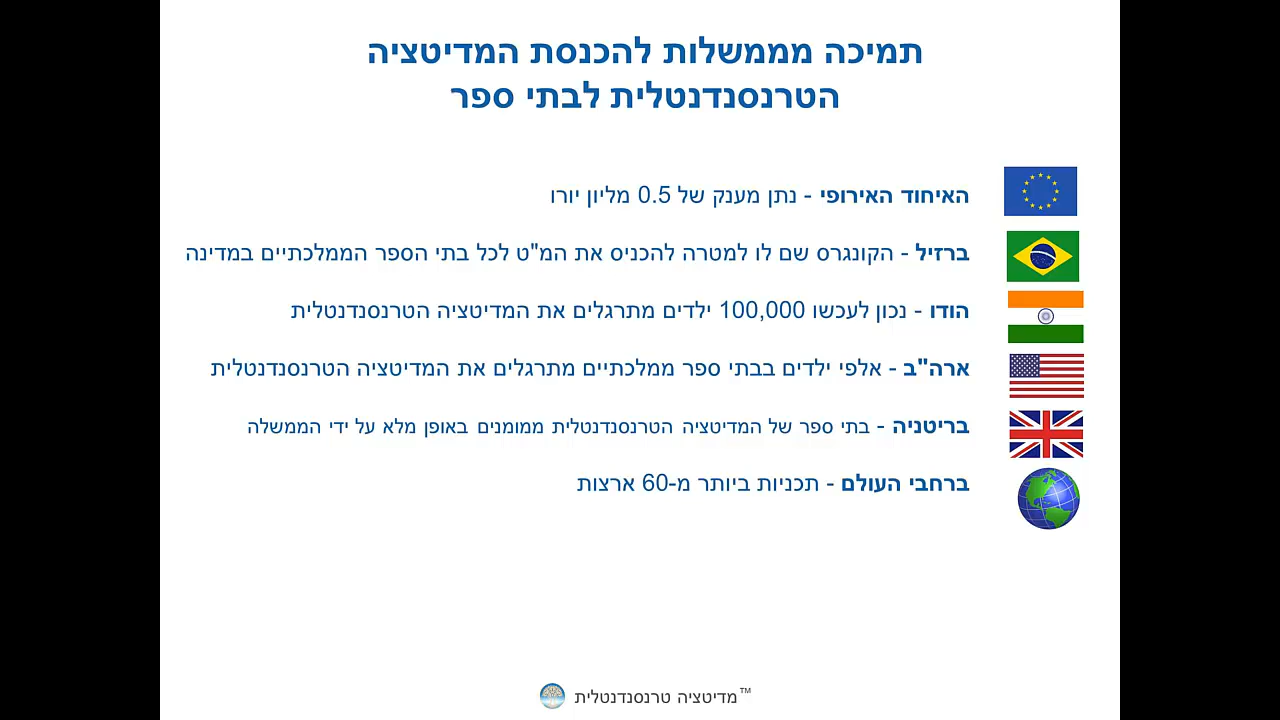 תמיכה מממשלות להכנסת המדיטציה
הטרנסנדנטלית לבתי ספר
האיחוד האירופי - נתן מענק של 0.5 מליון יורו
ברזיל - הקונגרס שם לו למטרה להכניס את המ"ט לכל בתי הספר הממלכתיים במדינה
הודו - נכון לעכשו 100,000 ילדים מתרגלים את המדיטציה הטרנסנדנטלית
ארה"ב - אלפי ילדים בבתי ספר ממלכתיים מתרגלים את המדיטציה הטרנסנדנטלית
בריטניה - בתי ספר של המדיטציה הטרנסנדנטלית ממומנים באופן מלא על ידי הממשלה
ברחבי העולם - תכניות ביותר מ-60 ארצות
מדיטציה טרנסנדנטלית™